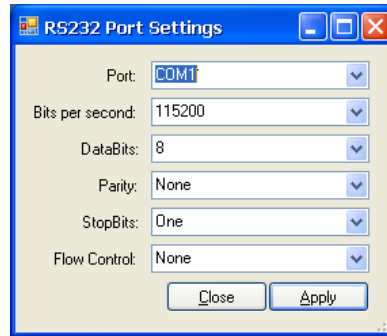 RS232 Port Settings
Port: COM1
Bits per second: 115200
DataBits: 8
Parity: None
StopBits: One
Flow Control: None
Close Apply